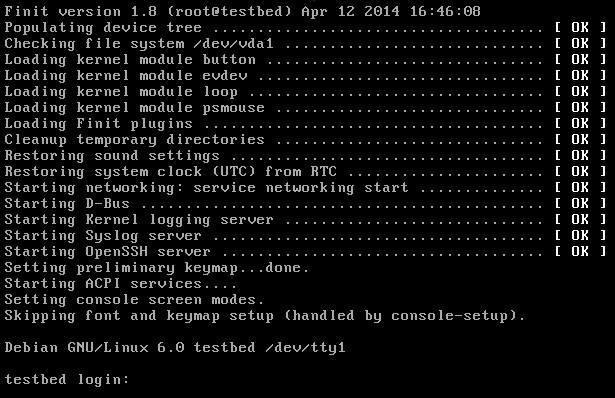 Finit version 1.8 (root@testbed) Apr 12 2014 16:46:08
Populating device tree ...................................... [ OK ]
Checking file system /dev/vda1 .............................. [ OK ]
Loading kernel module button ................................ [ OK ]
Loading kernel module evdev ................................. [ OK ]
Loading kernel module loop .................................. [ OK ]
Loading kernel module psmouse ............................... [ OK ]
Loading Finit plugins ....................................... [ OK ]
Cleanup temporary directories ............................... [ OK ]
Restoring sound settings .................................... [ OK ]
Restoring system clock (UTC) from RTC ....................... [ OK ]
Starting networking: service networking start ............... [ OK ]
Starting D-Bus .............................................. [ OK ]
Starting Kernel logging server .............................. [ OK ]
Starting Syslog server ...................................... [ OK ]
Starting OpenSSH server ..................................... [ OK ]
Setting preliminary keymap...done.
Starting ACPI services....
Setting console screen modes.
Skipping font and keymap setup (handled by console-setup).
Debian GNU/Linux 6.0 testbed /dev/tty1
testbed login: